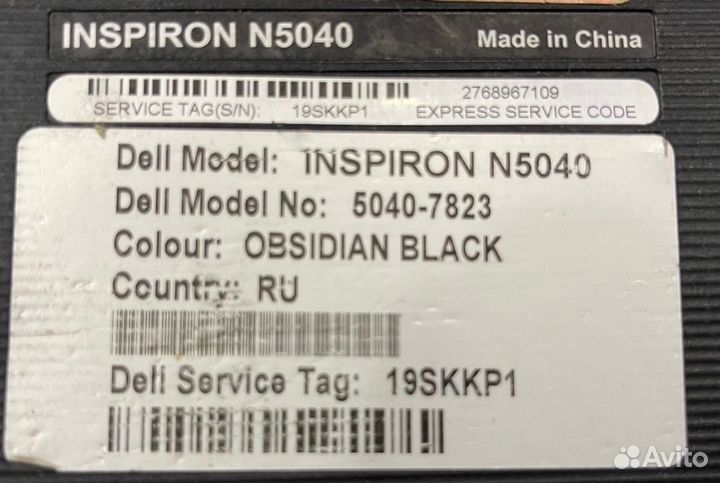 INSPIRON N5040 Made in China
2768967109
SERVICE TAG(S/N): 19SKKP1 EXPRESS SERVICE CODE
Dell Model: INSPIRON N5040
Dell Model No: 5040-7823
Colour: OBSIDIAN BLACK
Country: RU
Dell Service Tag: 19SKKP1
Avito